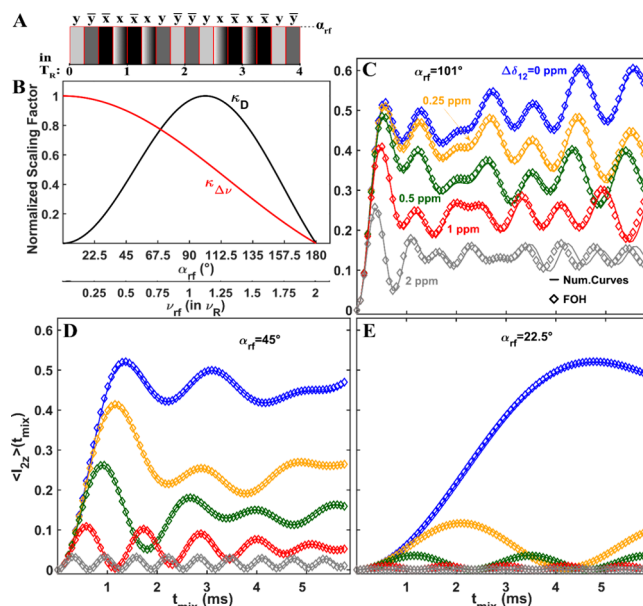 A
y ȳ x̄ x x̄ x y ȳ ȳ y x x̄ x x̄ y ȳ
α_rf
in
T_R: 0 1 2 3 4
B
Normalized Scaling Factor
1
0.8
0.6
0.4
0.2
κ_D
κ_Δν
22.5 45 67.5 90 112.5 135 157.5 180
α_rf (°)
0.25 0.5 0.75 1 1.25 1.5 1.75 2
ν_rf (in ν_R)
C
α_rf=101°
Δδ_12=0 ppm
0.25 ppm
0.5 ppm
1 ppm
2 ppm
Num.Curves
FOH
0.6
0.5
0.4
0.3
0.2
0.1
0
D
α_rf=45°
<I_2z>(t_mix)
0.6
0.5
0.4
0.3
0.2
0.1
0
1 2 3 4 5
t_mix (ms)
E
α_rf=22.5°
1 2 3 4 5
t_mix (ms)